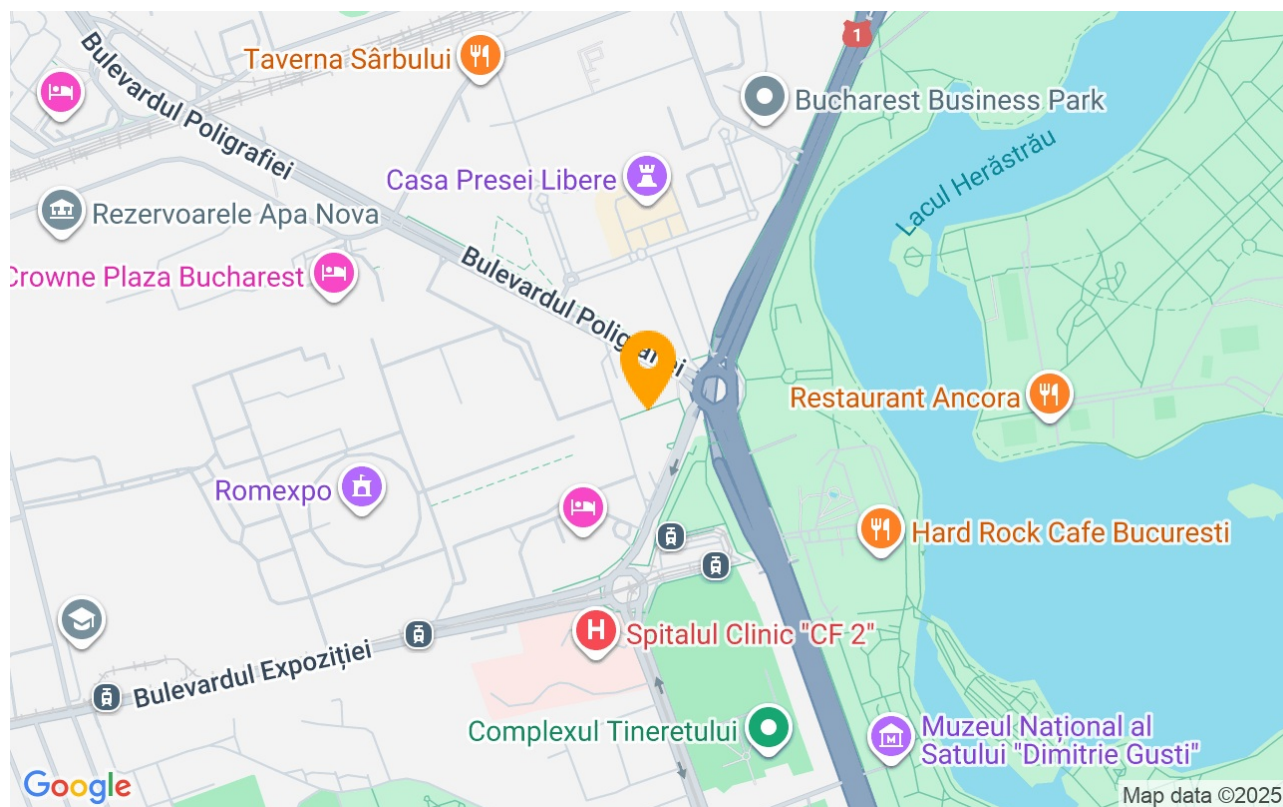 1
Bulevardul Poligrafiei
Taverna Sârbului
Bucharest Business Park
Casa Presei Libere
Lacul Herăstrău
Rezervoarele Apa Nova
Crowne Plaza Bucharest
Bulevardul Poligrafiei
Restaurant Ancora
Romexpo
Hard Rock Cafe Bucuresti
H
Spitalul Clinic "CF 2"
Bulevardul Expoziției
Complexul Tineretului
M
Muzeul Național al
Satului "Dimitrie Gusti"
Google
Map data ©2025